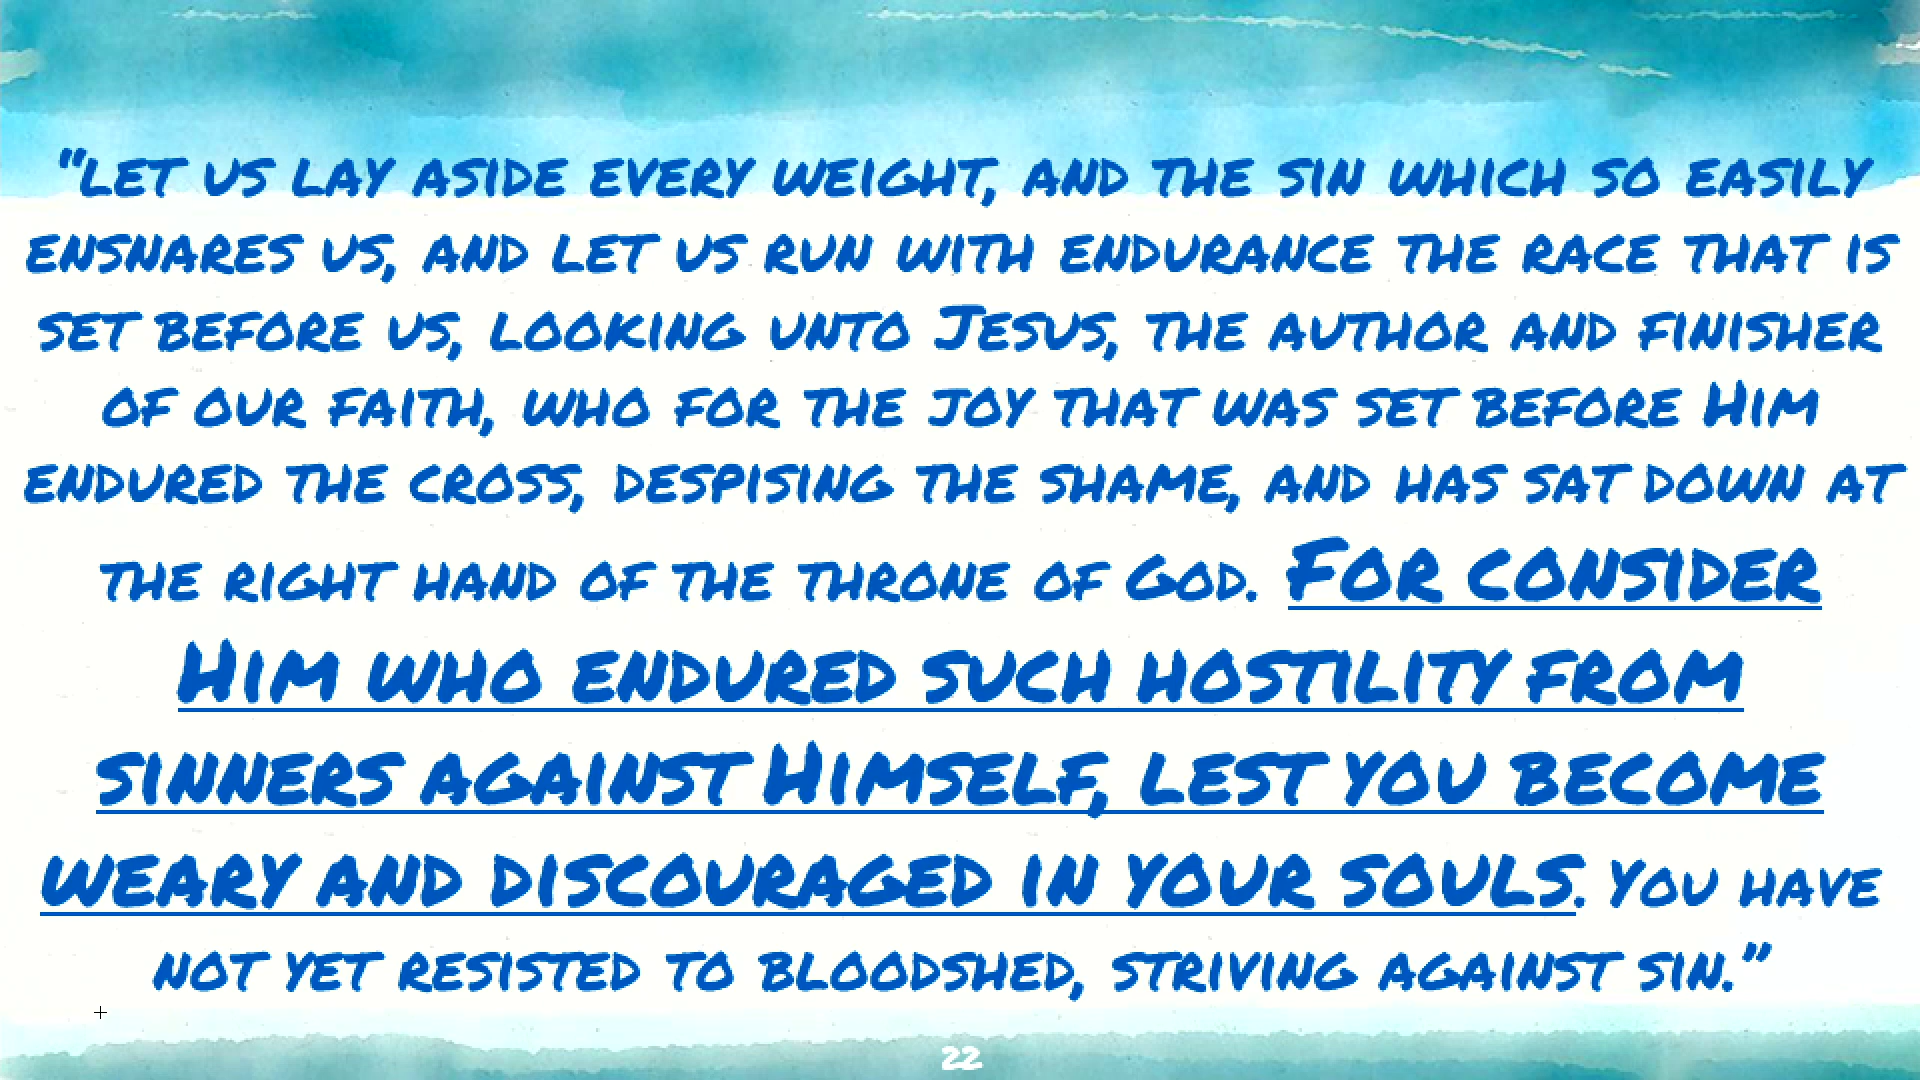 “Let us lay aside every weight, and the sin which so easily
ensnares us, and let us run with endurance the race that is
set before us, looking unto Jesus, the author and finisher
of our faith, who for the joy that was set before Him
endured the cross, despising the shame, and has sat down at
the right hand of the throne of God. For consider
Him who endured such hostility from
sinners against Himself, lest you become
weary and discouraged in your souls. You have
not yet resisted to bloodshed, striving against sin.”
22